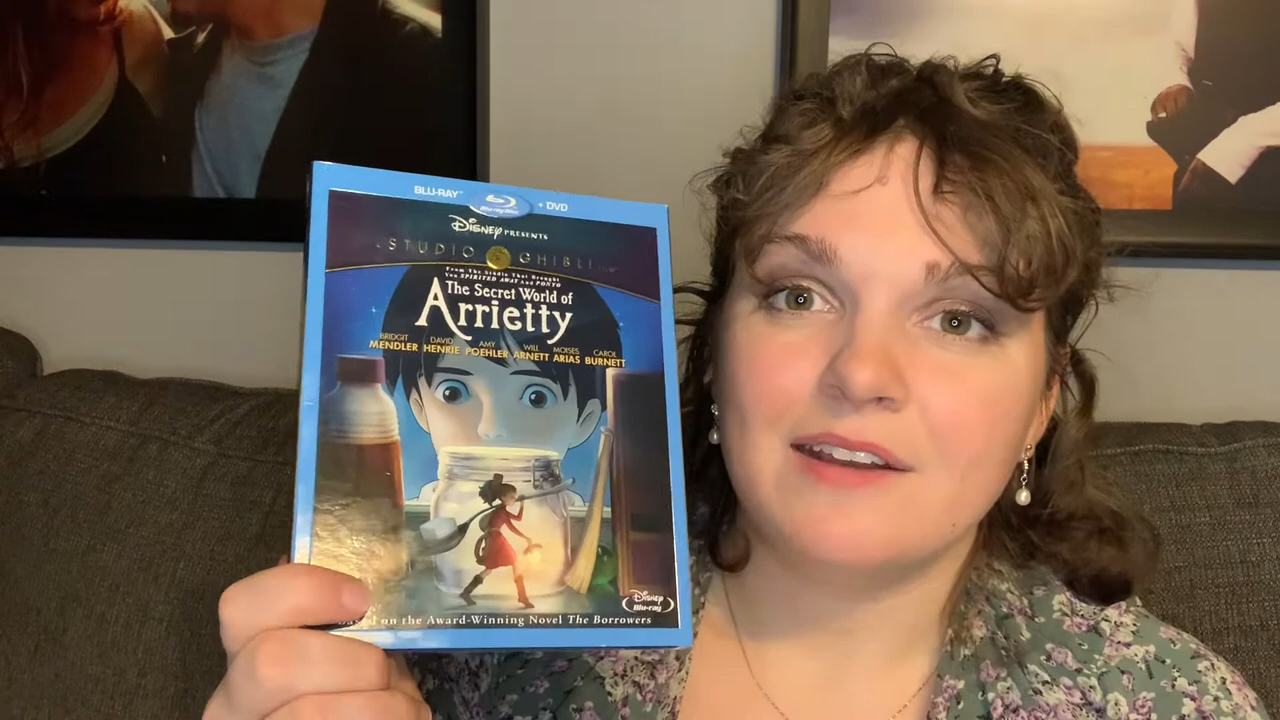 BLU-RAY + DVD
Blu-ray Disc
DISNEY PRESENTS
STUDIO GHIBLI
From The Studio That Brought
You SPIRITED AWAY And PONYO
The Secret World of
Arrietty
BRIDGIT MENDLER DAVID HENRIE AMY POEHLER WILL ARNETT MOISES ARIAS CAROL BURNETT
Disney
Blu-ray
Based on the Award-Winning Novel The Borrowers